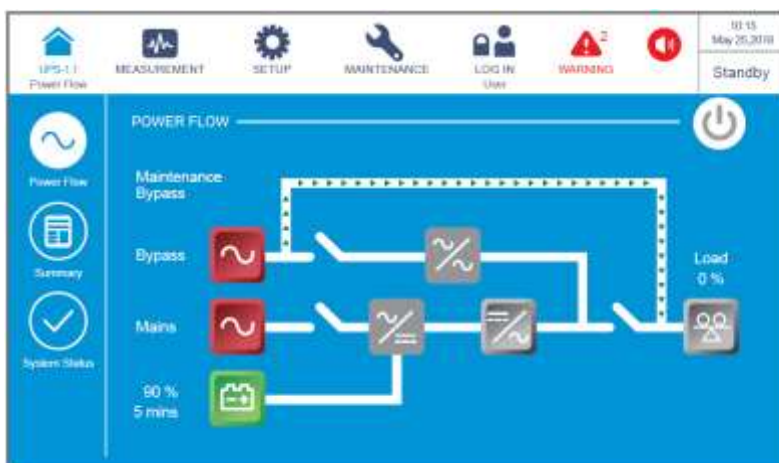 UPS-1.1
Power Flow
MEASUREMENT
SETUP
MAINTENANCE
LOG IN
User
2
WARNING
10:15
May 25,2018
Standby
POWER FLOW
Power Flow
Summary
System Status
Maintenance
Bypass
Bypass
Mains
90 %
5 mins
Load
0 %